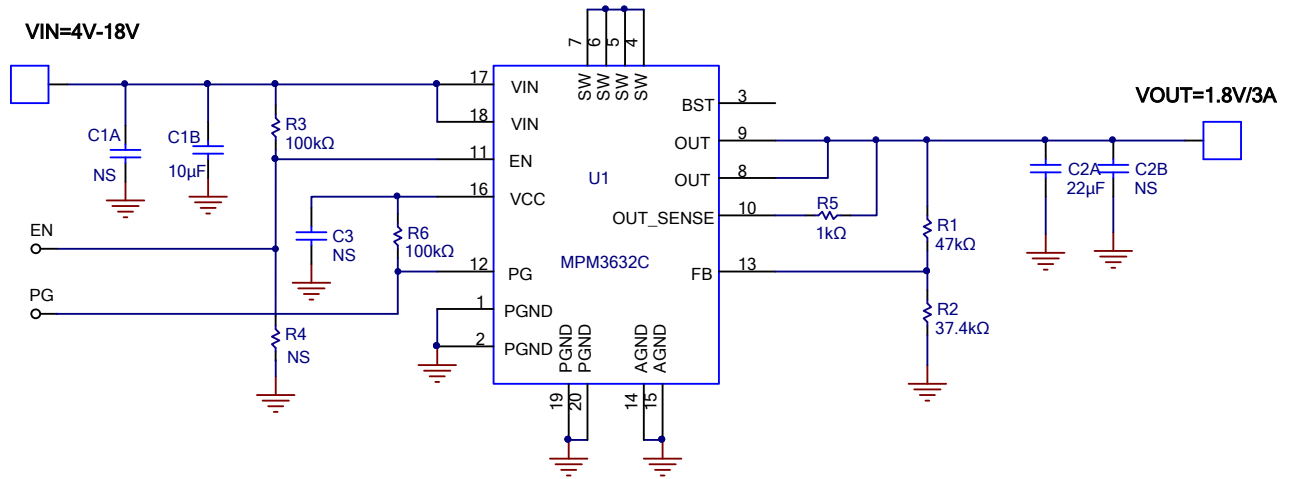 VIN=4V-18V
VOUT=1.8V/3A
7
6
5
4
SW
SW
SW
SW
17
VIN
18
VIN
11
EN
16
VCC
12
PG
1
PGND
2
PGND
BST
3
OUT
9
OUT
8
OUT_SENSE
10
FB
13
U1
MPM3632C
PGND
PGND
AGND
AGND
19
20
14
15
C1A
NS
C1B
10µF
R3
100kΩ
EN
C3
NS
R6
100kΩ
PG
R4
NS
R5
1kΩ
R1
47kΩ
R2
37.4kΩ
C2A
22µF
C2B
NS